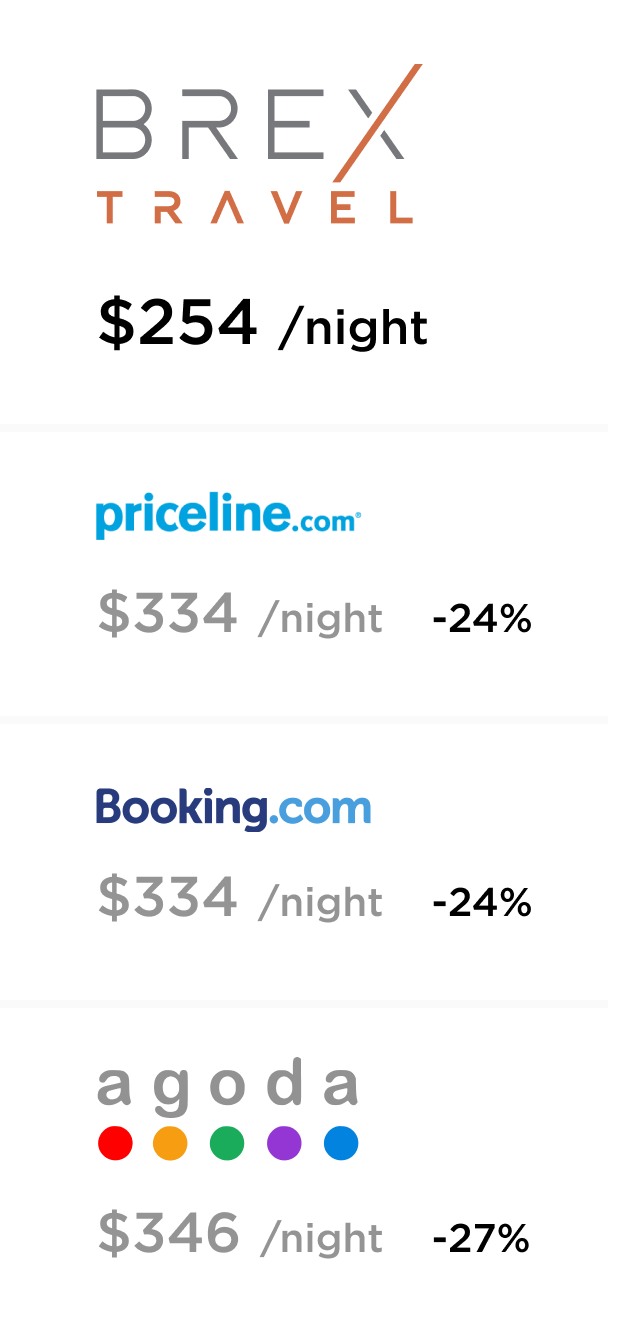 BREX
TRAVEL
$254 /night
priceline.com®
$334 /night -24%
Booking.com
$334 /night -24%
agoda
$346 /night -27%